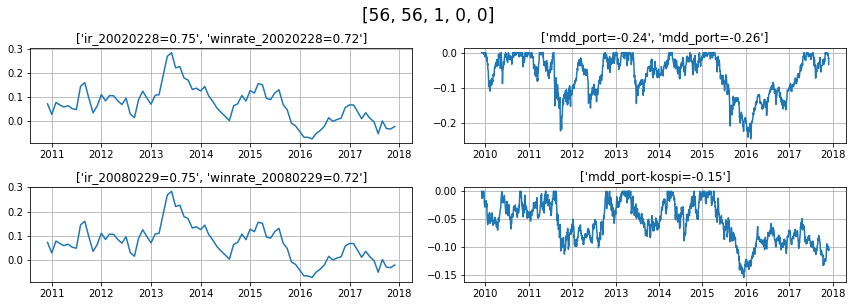 [56, 56, 1, 0, 0]
['ir_20020228=0.75', 'winrate_20020228=0.72']
0.3
0.2
0.1
0.0
2011 2012 2013 2014 2015 2016 2017 2018
['mdd_port=-0.24', 'mdd_port=-0.26']
0.0
−0.1
−0.2
2010 2011 2012 2013 2014 2015 2016 2017 2018
['ir_20080229=0.75', 'winrate_20080229=0.72']
0.3
0.2
0.1
0.0
2011 2012 2013 2014 2015 2016 2017 2018
['mdd_port-kospi=-0.15']
0.00
−0.05
−0.10
−0.15
2010 2011 2012 2013 2014 2015 2016 2017 2018